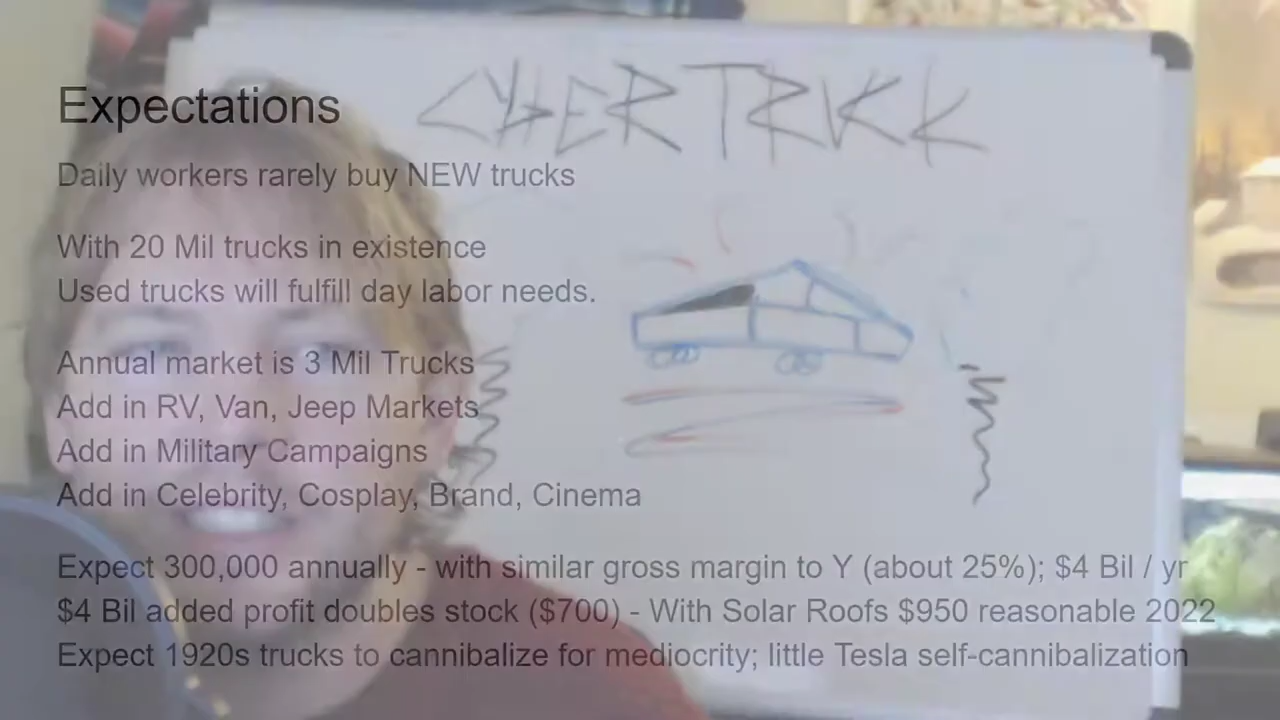 CYBERTRUCK
Expectations
Daily workers rarely buy NEW trucks
With 20 Mil trucks in existence
Used trucks will fulfill day labor needs.
Annual market is 3 Mil Trucks
Add in RV, Van, Jeep Markets
Add in Military Campaigns
Add in Celebrity, Cosplay, Brand, Cinema
Expect 300,000 annually - with similar gross margin to Y (about 25%); $4 Bil / yr
$4 Bil added profit doubles stock ($700) - With Solar Roofs $950 reasonable 2022
Expect 1920s trucks to cannibalize for mediocrity; little Tesla self-cannibalization